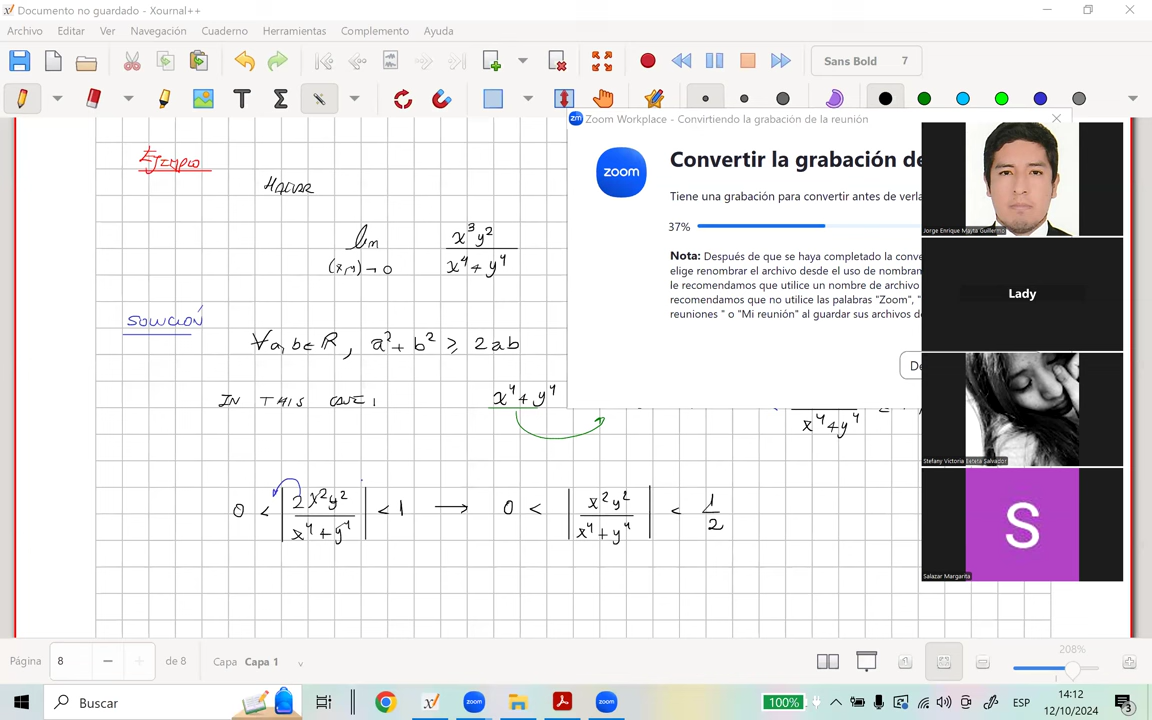 Documento no guardado - Xournal++
Archivo Editar Ver Navegación Cuaderno Herramientas Complemento Ayuda
Sans Bold 7
Zoom Workplace - Convirtiendo la grabación de la reunión
zoom
Convertir la grabación de
Tiene una grabación para convertir antes de verla
37%
Nota: Después de que se haya completado la conve
elige renombrar el archivo desde el uso de nombram
le recomendamos que utilice un nombre de archivo
recomendamos que no utilice las palabras "Zoom", "
reuniones " o "Mi reunión" al guardar sus archivos de
De
Jorge Enrique Mayta Guillermo
Lady
Stefany Victoria Esteta Salvador
S
Salazar Margarita
Ejemplo
Hallar
lim (x,y)→0 x³y² / x⁴+y⁴
SOLUCIÓN
∀a,b∈ℝ, a²+b² ≥ 2ab
IN THIS CASE: x⁴+y⁴
x⁴+y⁴
0 < |2x²y² / x⁴+y⁴| < 1 → 0 < |x²y² / x⁴+y⁴| < 1/2
Página 8 de 8 Capa Capa 1 208%
Buscar
zoom zoom
100% ESP 14:12
12/10/2024 3